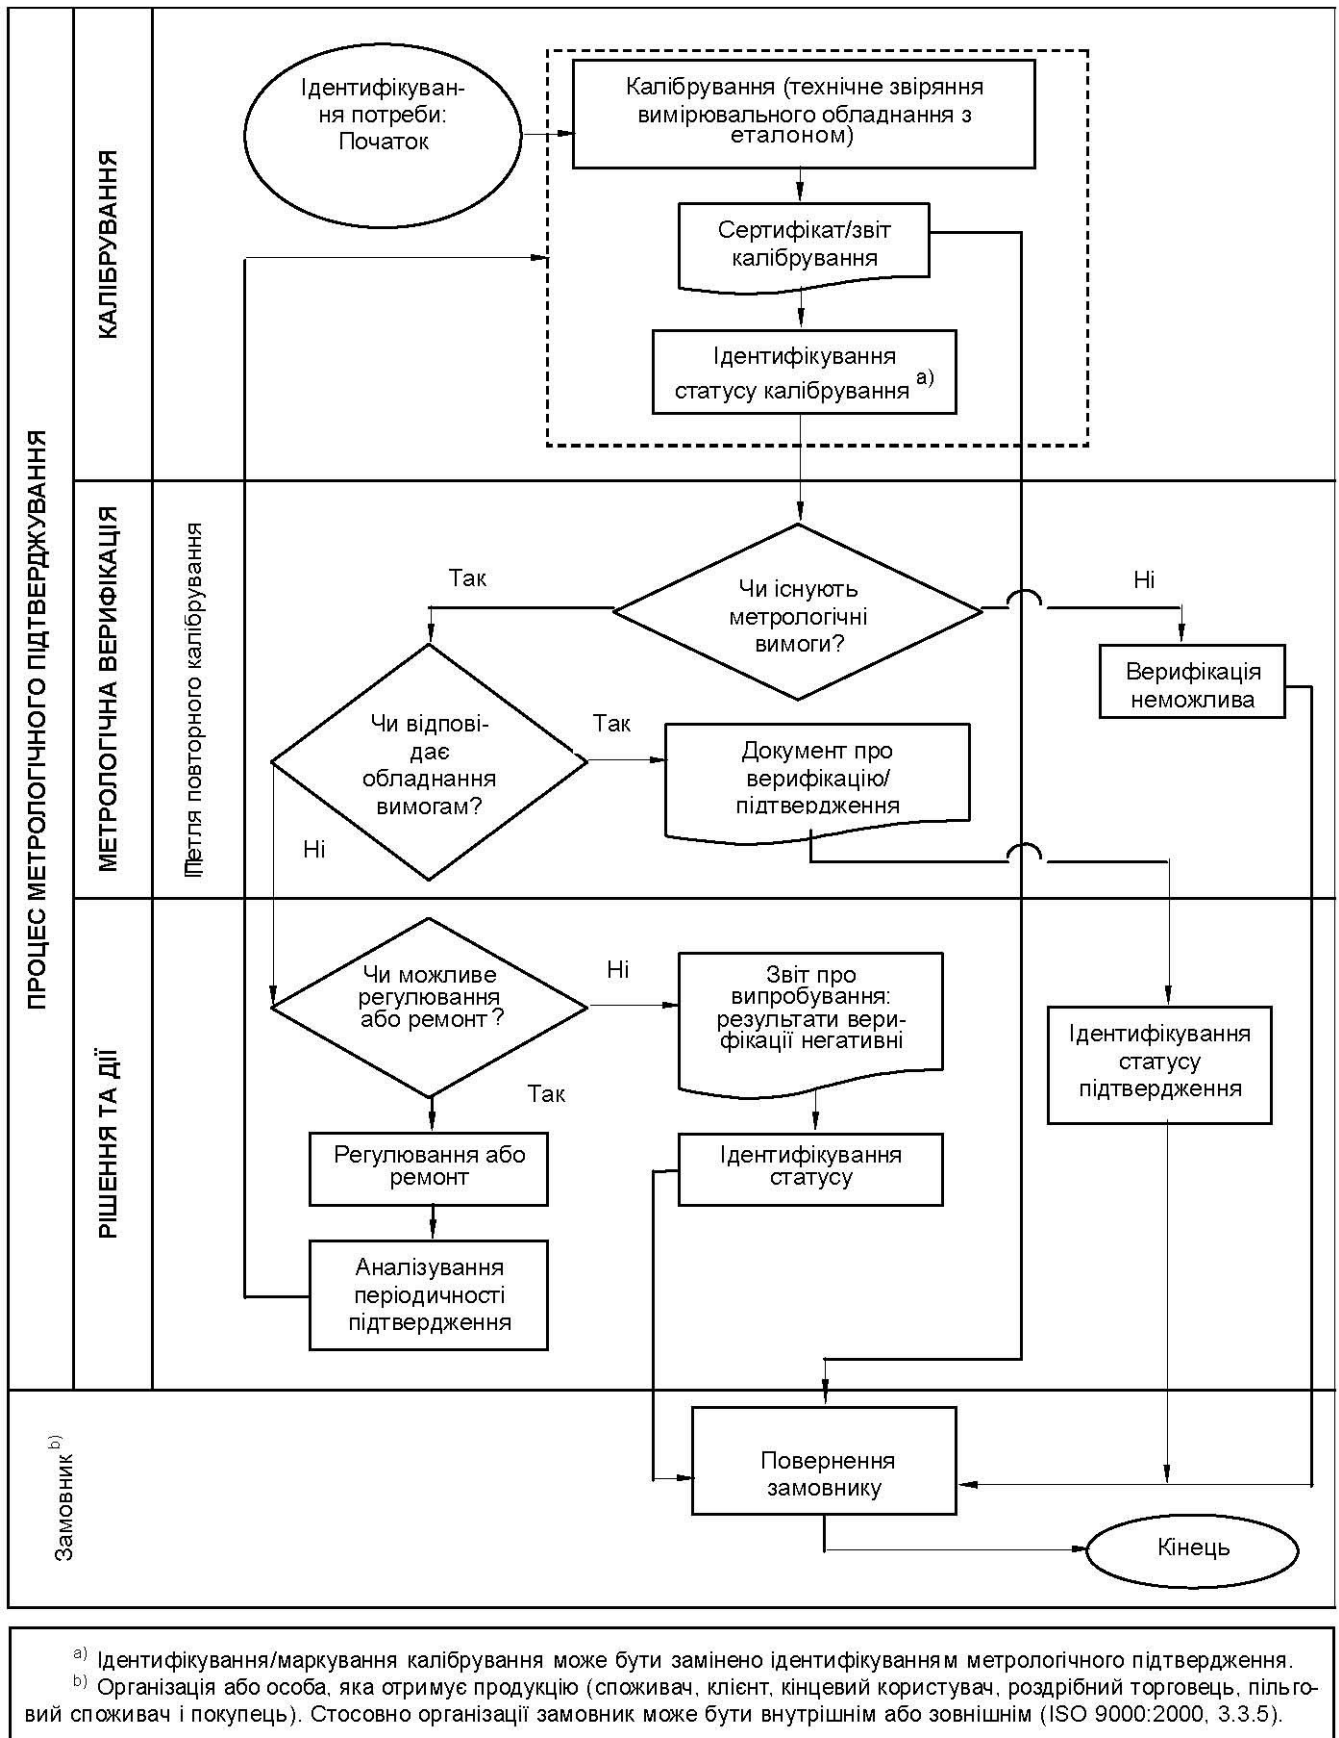 ПРОЦЕС МЕТРОЛОГІЧНОГО ПІДТВЕРДЖУВАННЯ
КАЛІБРУВАННЯ
Ідентифікуван-
ня потреби:
Початок
Калібрування (технічне звіряння
вимірювального обладнання з
еталоном)
Сертифікат/звіт
калібрування
Ідентифікування
статусу калібрування a)
МЕТРОЛОГІЧНА ВЕРИФІКАЦІЯ
Петля повторного калібрування
Так
Чи існують
метрологічні
вимоги?
Ні
Верифікація
неможлива
Чи відпові-
дає
обладнання
вимогам?
Так
Документ про
верифікацію/
підтвердження
Ні
РІШЕННЯ ТА ДІЇ
Чи можливе
регулювання
або ремонт?
Ні
Звіт про
випробування:
результати вери-
фікації негативні
Ідентифікування
статусу
підтвердження
Так
Регулювання або
ремонт
Ідентифікування
статусу
Аналізування
періодичності
підтвердження
Замовник b)
Повернення
замовнику
Кінець
a) Ідентифікування/маркування калібрування може бути замінено ідентифікуванням метрологічного підтвердження.
b) Організація або особа, яка отримує продукцію (споживач, клієнт, кінцевий користувач, роздрібний торговець, пільго-
вий споживач і покупець). Стосовно організації замовник може бути внутрішнім або зовнішнім (ISO 9000:2000, 3.3.5).